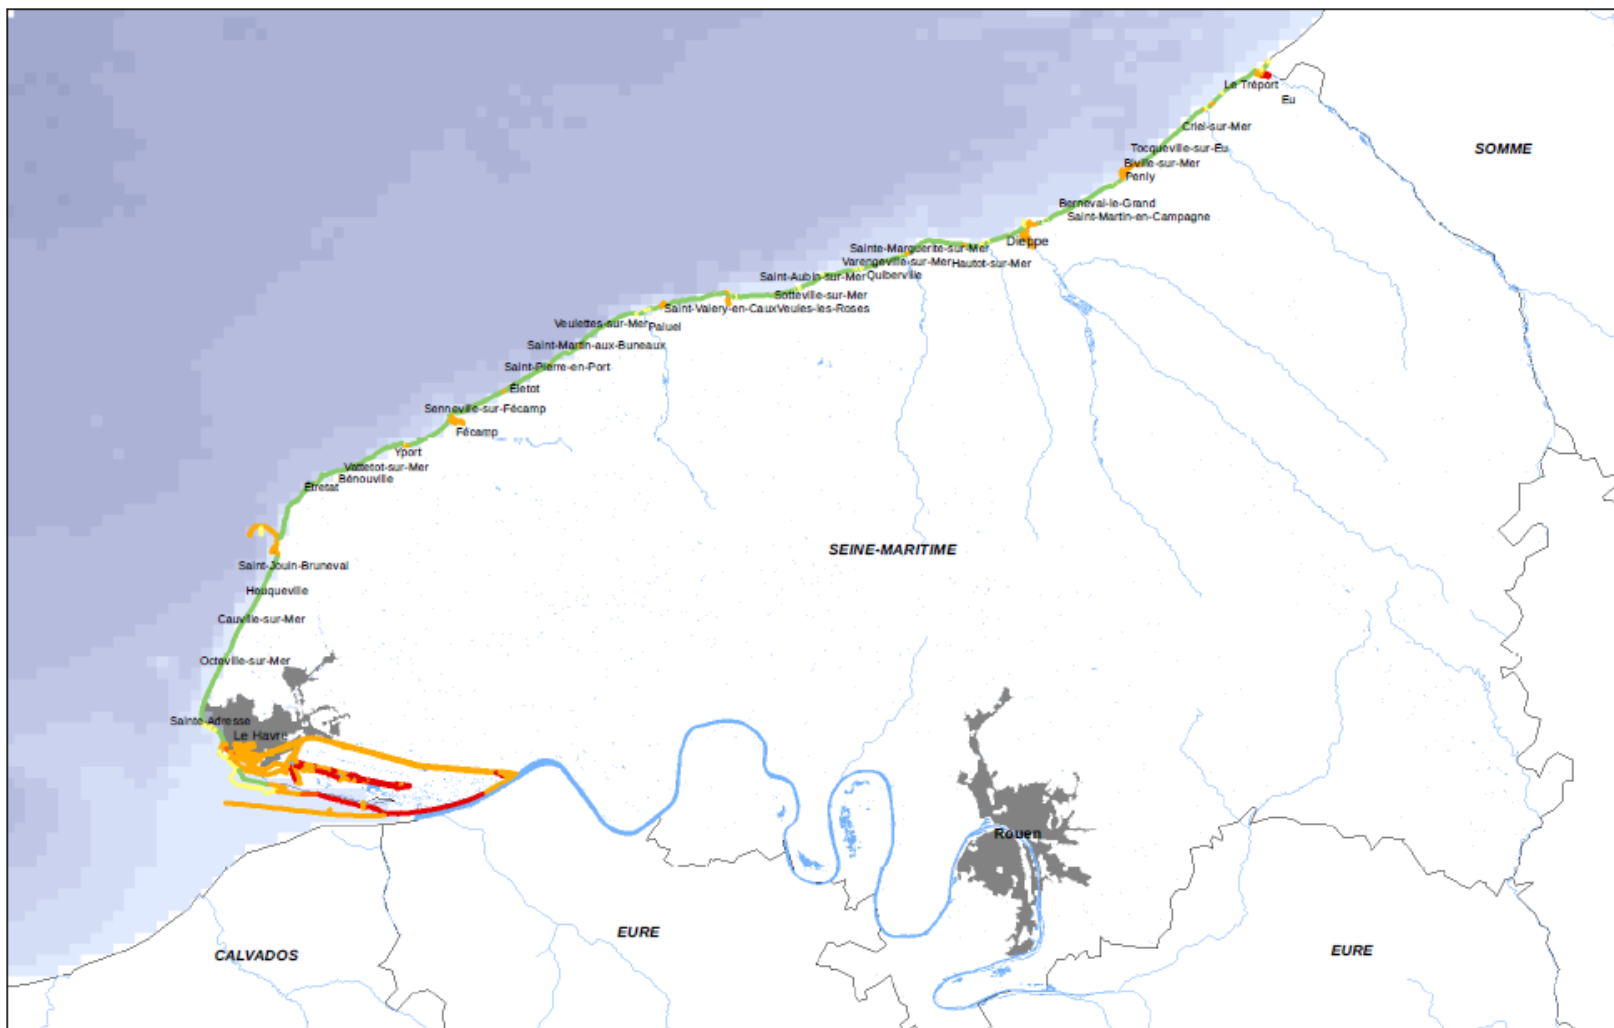 Le Tréport
Eu
Criel-sur-Mer
SOMME
Tocqueville-sur-Eu
Biville-sur-Mer
Penly
Berneval-le-Grand
Saint-Martin-en-Campagne
Dieppe
Sainte-Marguerite-sur-Mer
Varengeville-sur-Mer
Hautot-sur-Mer
Saint-Aubin-sur-Mer
Quiberville
Sotteville-sur-Mer
Saint-Valery-en-Caux
Veules-les-Roses
Veulettes-sur-Mer
Paluel
Saint-Martin-aux-Buneaux
Saint-Pierre-en-Port
Életot
Senneville-sur-Fécamp
Fécamp
Yport
Vattetot-sur-Mer
Bénouville
Étretat
SEINE-MARITIME
Saint-Jouin-Bruneval
Heuqueville
Cauville-sur-Mer
Octeville-sur-Mer
Sainte-Adresse
Le Havre
Rouen
EURE
CALVADOS
EURE